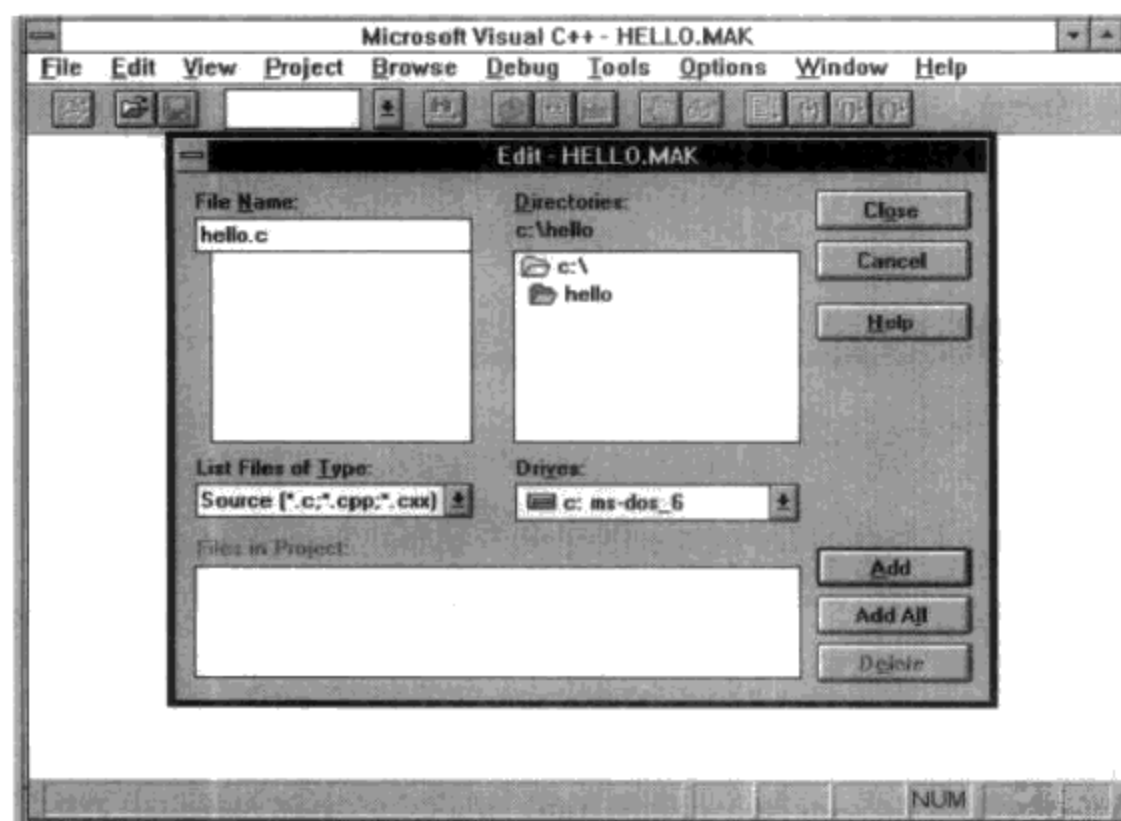 Microsoft Visual C++ - HELLO.MAK
File Edit View Project Browse Debug Tools Options Window Help
Edit - HELLO.MAK
File Name:
hello.c
Directories:
c:\hello
c:\
hello
Close
Cancel
Help
List Files of Type:
Source (*.c;*.cpp;*.cxx)
Drives:
c: ms-dos_6
Files in Project:
Add
Add All
Delete
NUM